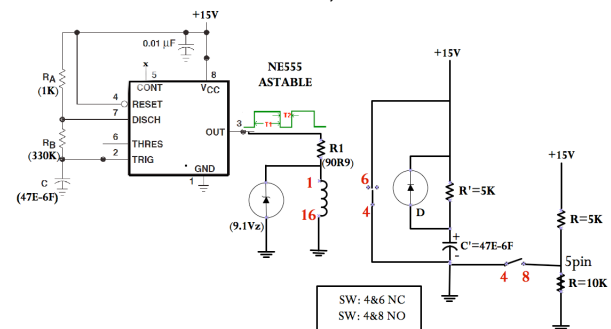 +15V
0.01 µF
x
5
CONT
8
VCC
RA
(1K)
4
RESET
7
DISCH
RB
(330K)
6
THRES
2
TRIG
OUT
3
GND
1
C
(47E-6F)
NE555
ASTABLE
T1
T2
R1
(90R9)
1
16
(9.1Vz)
+15V
6
4
D
R'=5K
+
C'=47E-6F
-
+15V
R=5K
5pin
4 8
R=10K
SW: 4&6 NC
SW: 4&8 NO